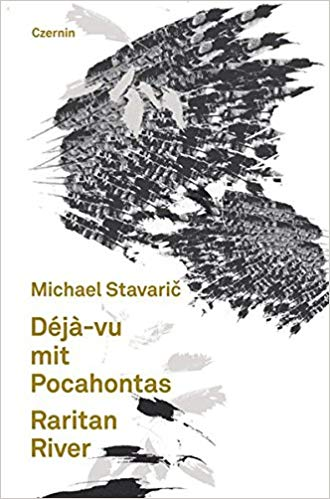 Czernin
Michael Stavarič
Déjà-vu
mit
Pocahontas
Raritan
River